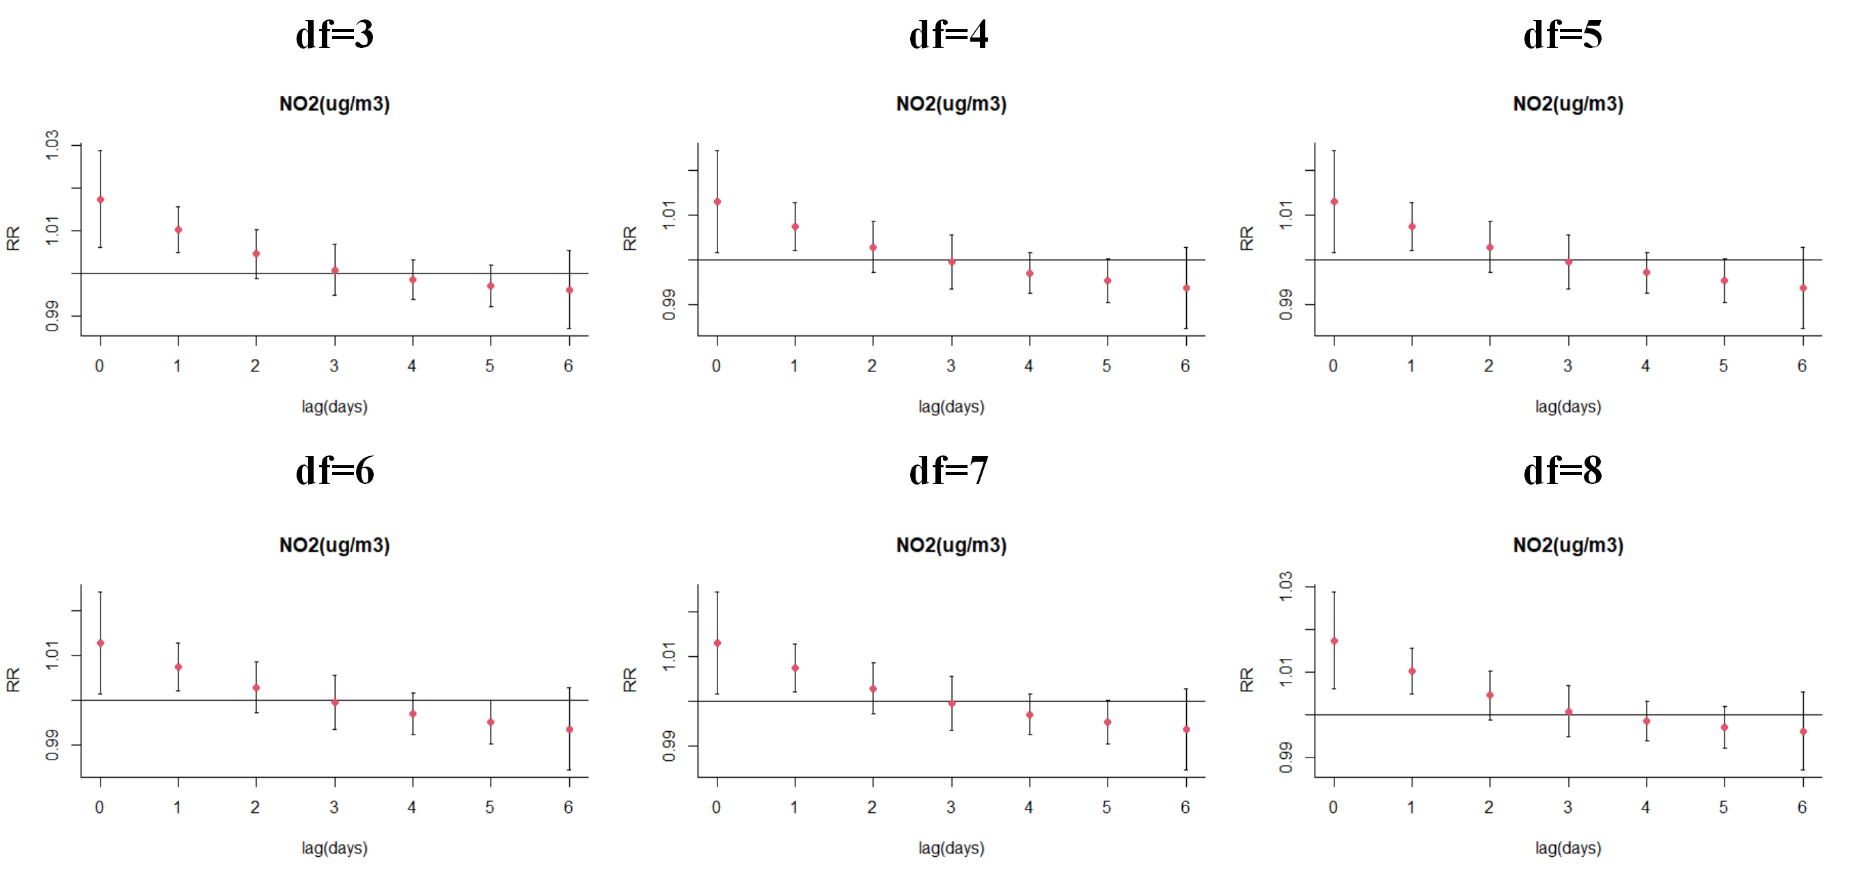 df=3
df=4
df=5
NO2(ug/m3)
NO2(ug/m3)
NO2(ug/m3)
RR
0.99
1.01
1.03
0 1 2 3 4 5 6
lag(days)
RR
0.99
1.01
0 1 2 3 4 5 6
lag(days)
RR
0.99
1.01
0 1 2 3 4 5 6
lag(days)
df=6
df=7
df=8
NO2(ug/m3)
NO2(ug/m3)
NO2(ug/m3)
RR
0.99
1.01
0 1 2 3 4 5 6
lag(days)
RR
0.99
1.01
0 1 2 3 4 5 6
lag(days)
RR
0.99
1.01
1.03
0 1 2 3 4 5 6
lag(days)